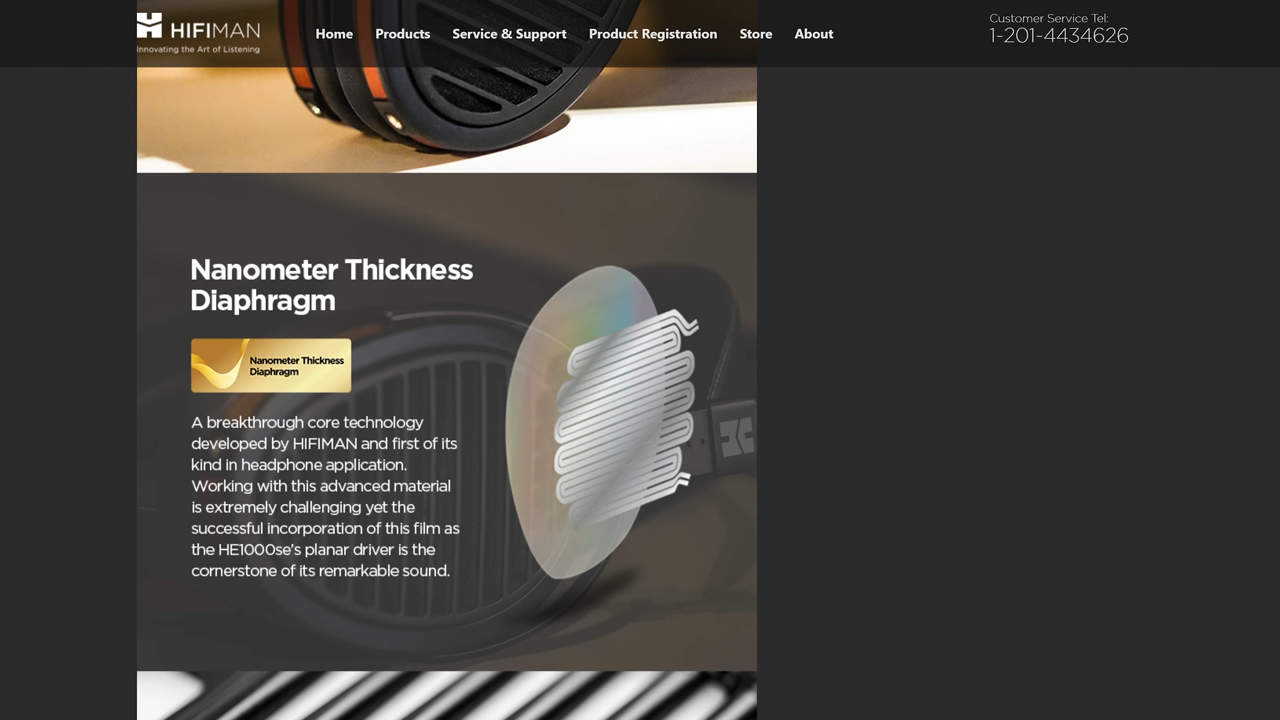 HIFIMAN
Innovating the Art of Listening
Home
Products
Service & Support
Product Registration
Store
About
Customer Service Tel:
1-201-4434626
Nanometer Thickness
Diaphragm
Nanometer Thickness
Diaphragm
A breakthrough core technology
developed by HIFIMAN and first of its
kind in headphone application.
Working with this advanced material
is extremely challenging yet the
successful incorporation of this film as
the HE1000se's planar driver is the
cornerstone of its remarkable sound.